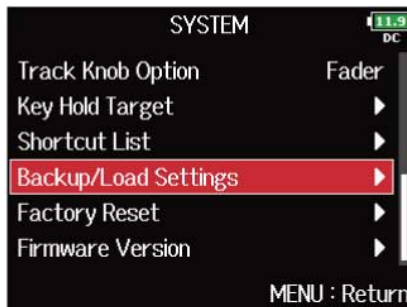 SYSTEM
11.9
DC
Track Knob Option Fader
Key Hold Target
Shortcut List
Backup/Load Settings
Factory Reset
Firmware Version
MENU : Return